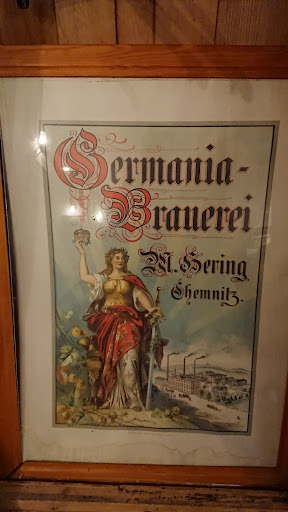 Germania-
Brauerei
M. Hering
Chemnitz.